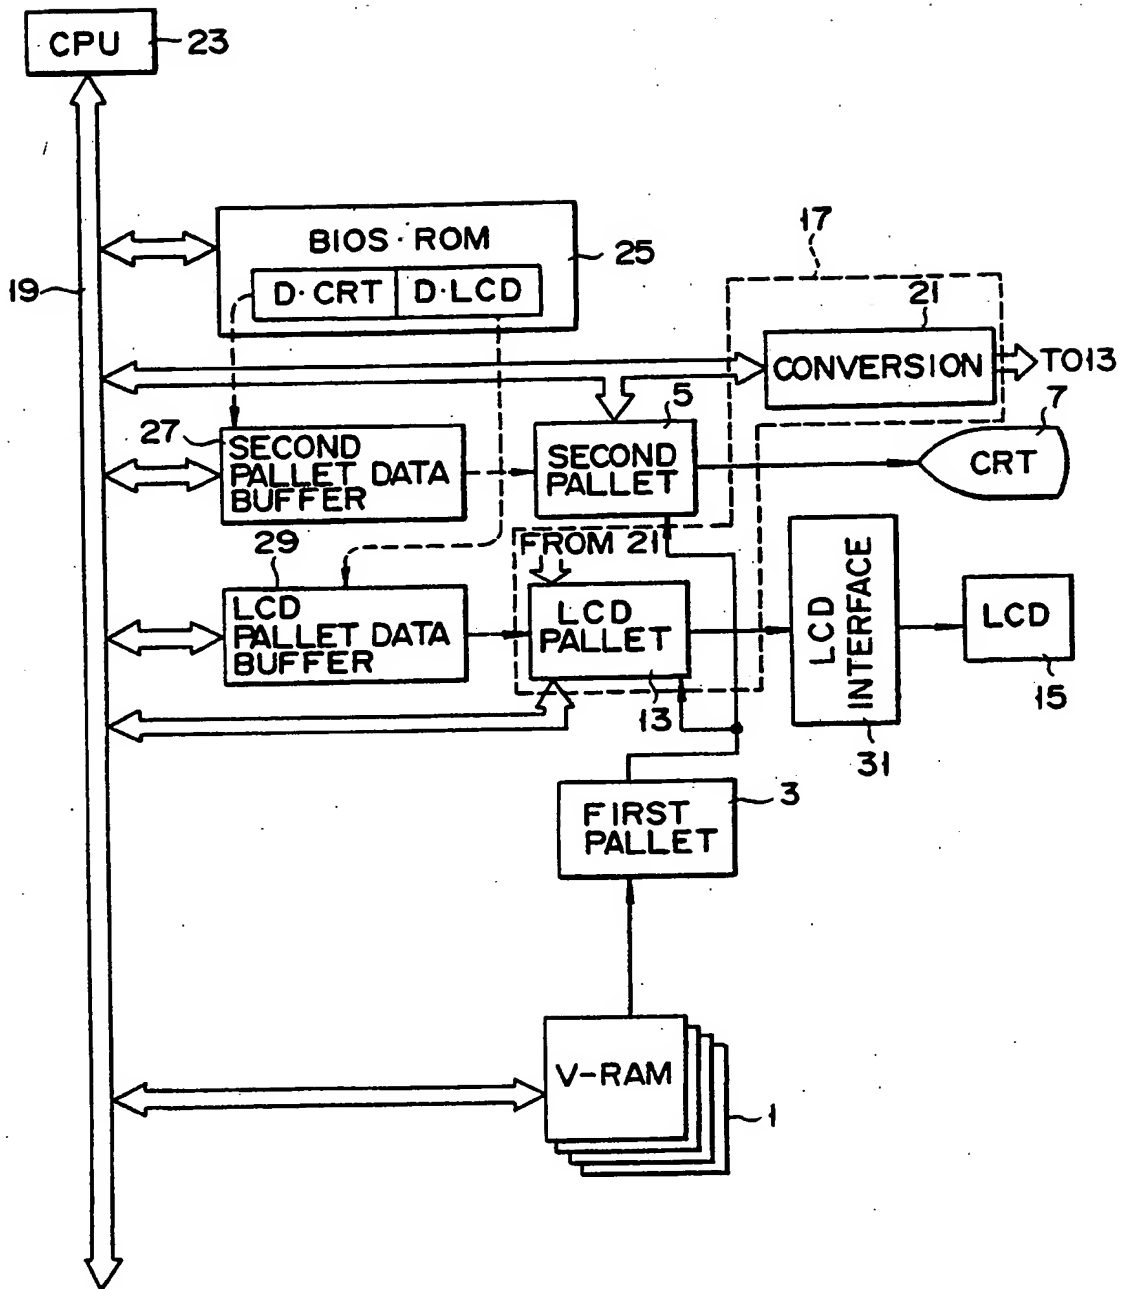 CPU
23
BIOS·ROM
25
D·CRT
D·LCD
17
19
21
CONVERSION
TO13
5
7
27
SECOND
PALLET DATA
BUFFER
SECOND
PALLET
CRT
FROM 21
29
LCD
PALLET DATA
BUFFER
LCD
PALLET
13
LCD
INTERFACE
31
LCD
15
FIRST
PALLET
3
V-RAM
1